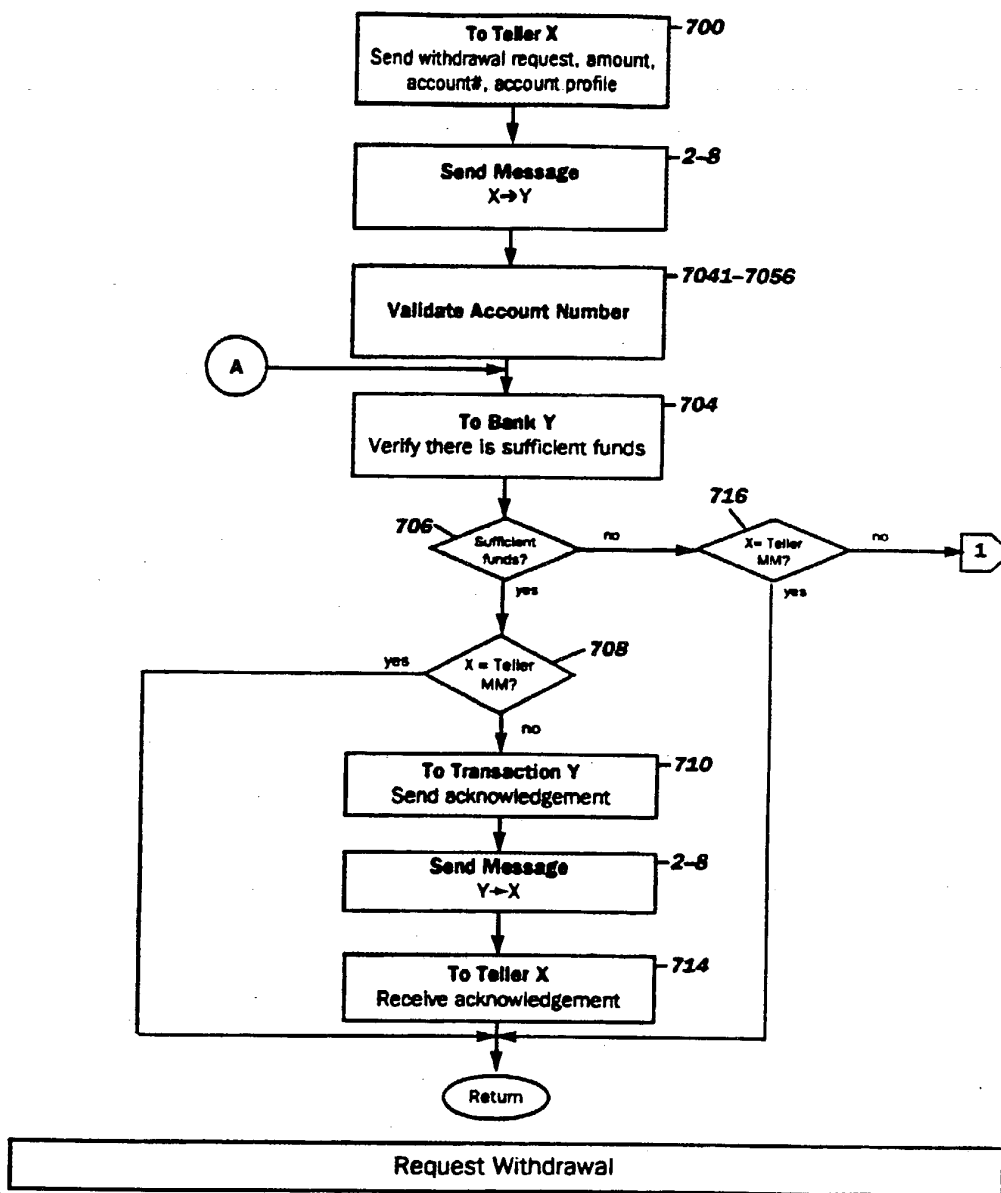 To Teller X
Send withdrawal request, amount,
account#, account profile
700
Send Message
X→Y
2–8
Validate Account Number
7041–7056
A
To Bank Y
Verify there is sufficient funds
704
706
Sufficient
funds?
no
yes
716
X= Teller
MM?
no
yes
1
yes
X = Teller
MM?
708
no
To Transaction Y
Send acknowledgement
710
Send Message
Y→X
2–8
To Teller X
Receive acknowledgement
714
Return
Request Withdrawal